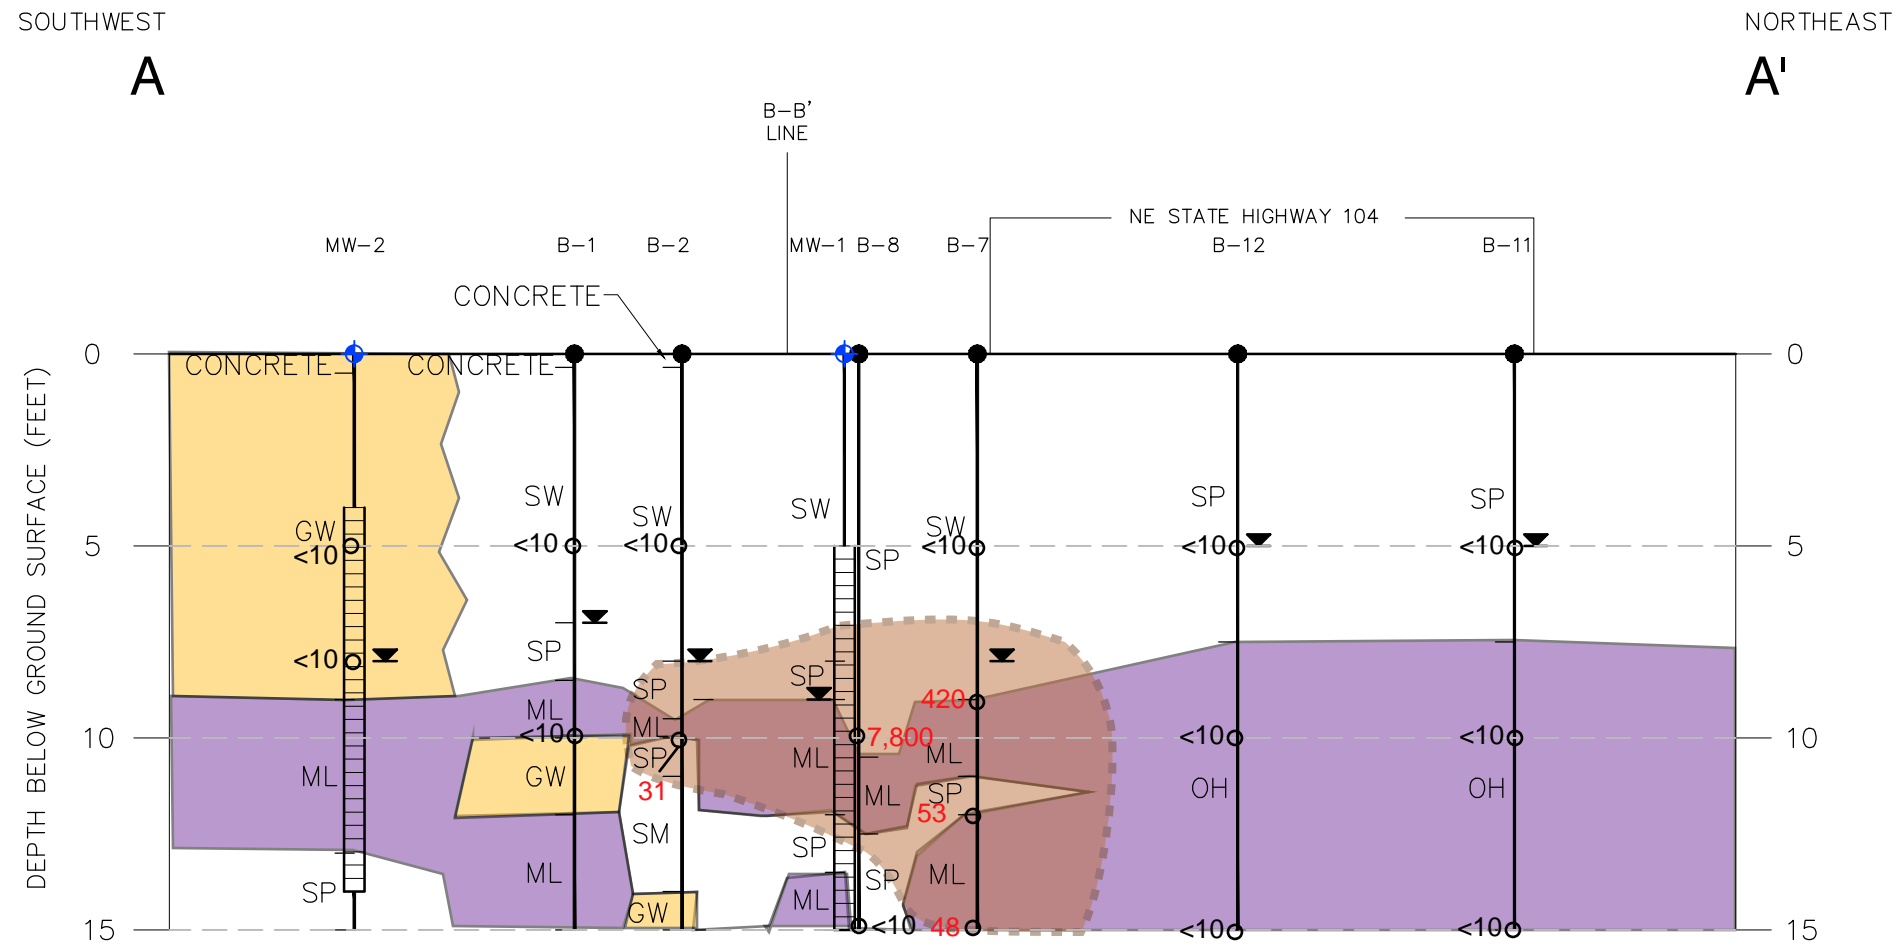 SOUTHWEST
NORTHEAST
A
A'
B-B'
LINE
NE STATE HIGHWAY 104
MW-2
B-1
B-2
MW-1
B-8
B-7
B-12
B-11
CONCRETE
0
CONCRETE
CONCRETE
0
DEPTH BELOW GROUND SURFACE (FEET)
SW
SP
SP
GW
SW
SW
SW
5
<10
<10
<10
SP
<10
<10
<10
5
SP
<10
SP
SP
ML
ML
420
10
<10
7,800
<10
<10
10
ML
GW
SP
ML
ML
31
ML
SP
OH
OH
53
SM
SP
SP
ML
SP
ML
GW
ML
15
<10
48
<10
<10
15